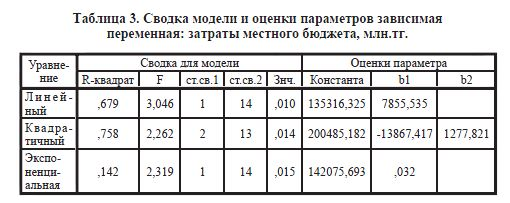 Таблица 3. Сводка модели и оценки параметров зависимая
переменная: затраты местного бюджета, млн.тг.
Уравне-
ние
Сводка для модели
Оценки параметра
R-квадрат F ст.св.1 ст.св.2 Знч. Константа b1 b2
Линей-
ный
,679 3,046 1 14 ,010 135316,325 7855,535
Квадра-
тичный
,758 2,262 2 13 ,014 200485,182 -13867,417 1277,821
Экспо-
ненци-
альная
,142 2,319 1 14 ,015 142075,693 ,032